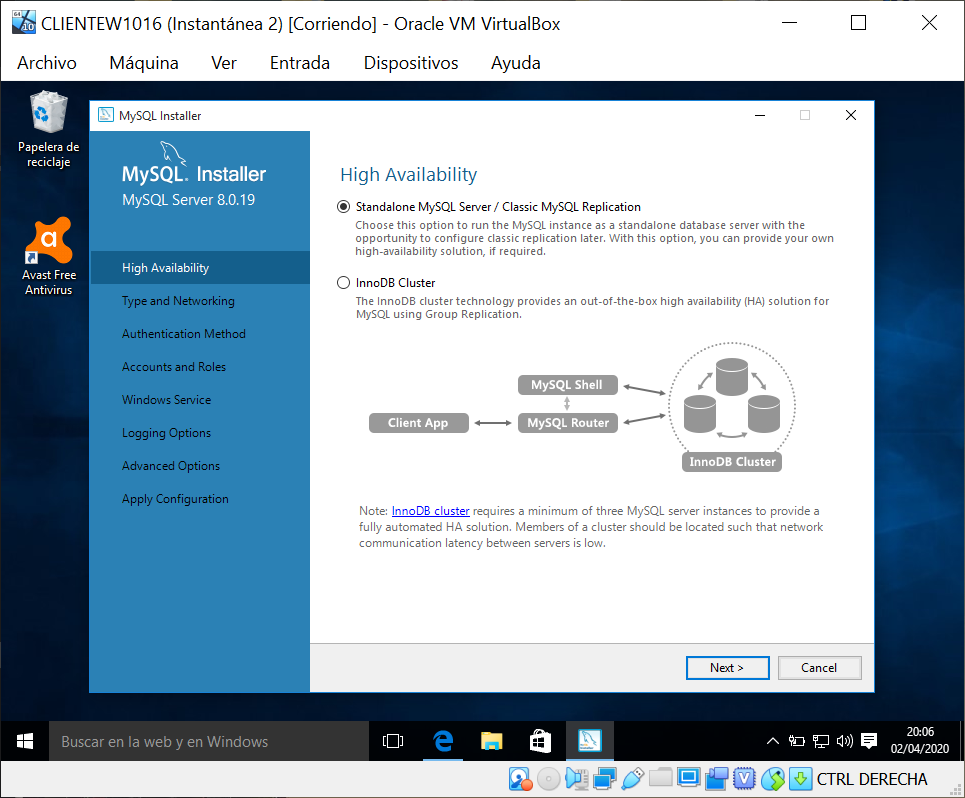 CLIENTEW1016 (Instantánea 2) [Corriendo] - Oracle VM VirtualBox
Archivo Máquina Ver Entrada Dispositivos Ayuda
Papelera de
reciclaje
Avast Free
Antivirus
MySQL Installer
MySQL. Installer
MySQL Server 8.0.19
High Availability
Type and Networking
Authentication Method
Accounts and Roles
Windows Service
Logging Options
Advanced Options
Apply Configuration
High Availability
Standalone MySQL Server / Classic MySQL Replication
Choose this option to run the MySQL instance as a standalone database server with the
opportunity to configure classic replication later. With this option, you can provide your own
high-availability solution, if required.
InnoDB Cluster
The InnoDB cluster technology provides an out-of-the-box high availability (HA) solution for
MySQL using Group Replication.
MySQL Shell
Client App
MySQL Router
InnoDB Cluster
Note: InnoDB cluster requires a minimum of three MySQL server instances to provide a
fully automated HA solution. Members of a cluster should be located such that network
communication latency between servers is low.
Next > Cancel
Buscar en la web y en Windows
20:06
02/04/2020
CTRL DERECHA